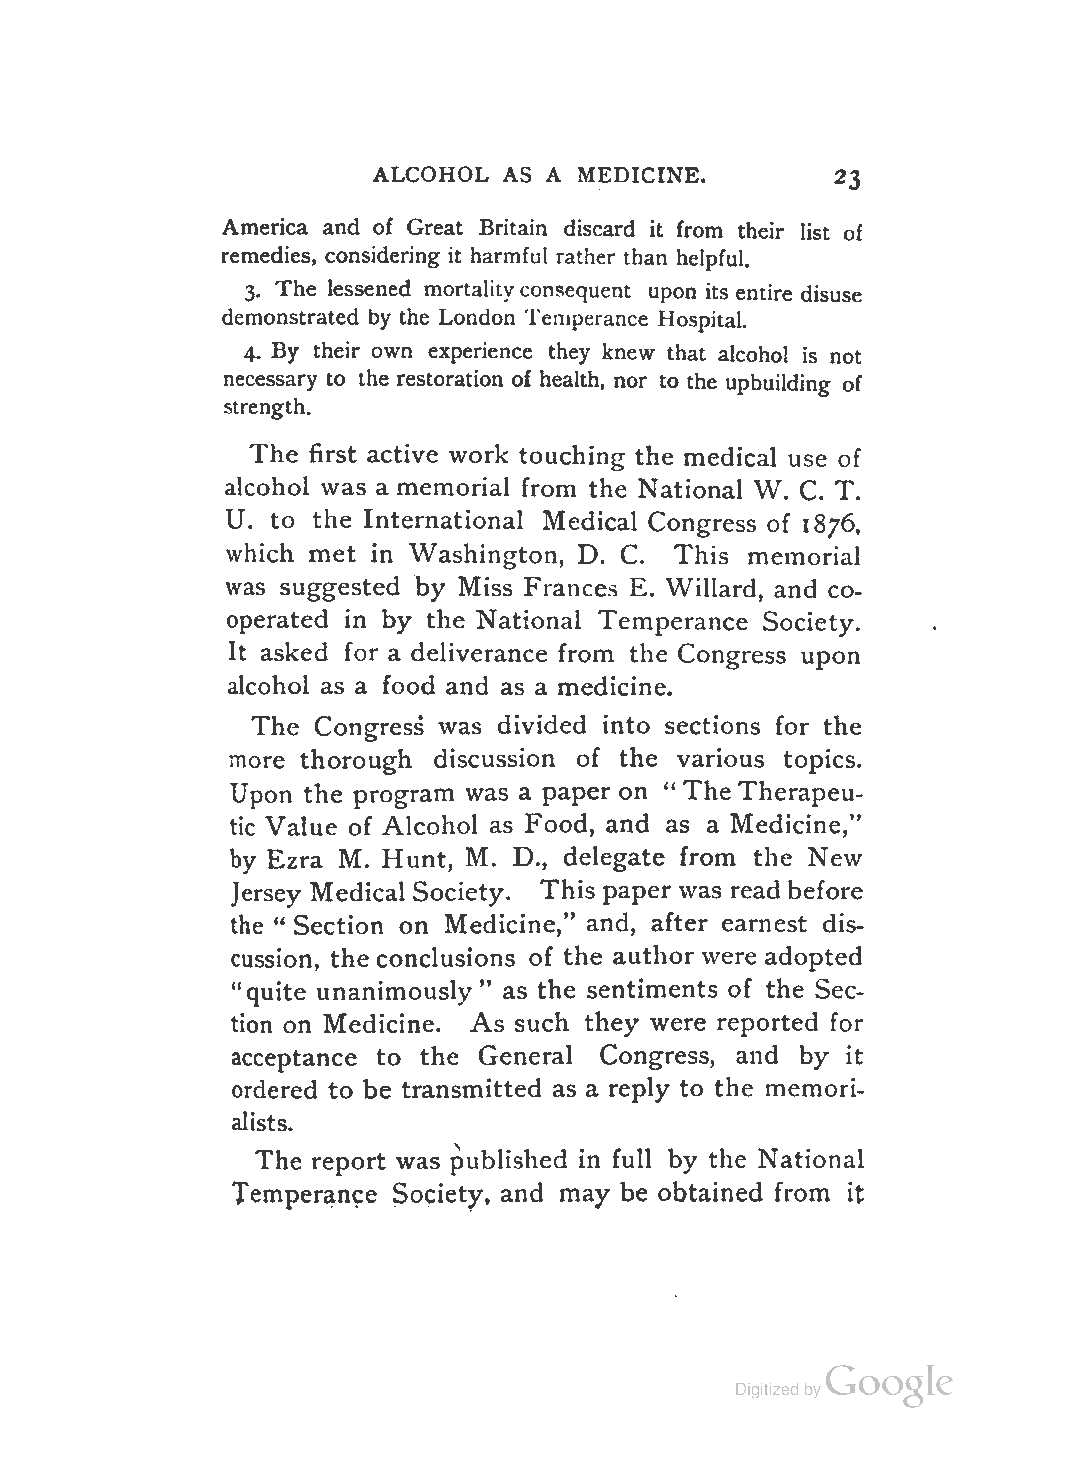 ALCOHOL AS A MEDICINE. 23
America and of Great Britain discard it from their list of
remedies, considering it harmful rather than helpful.
3. The lessened mortality consequent upon its entire disuse
demonstrated by the London Temperance Hospital.
4. By their own experience they knew that alcohol is not
necessary to the restoration of health, nor to the upbuilding of
strength.
The first active work touching the medical use of
alcohol was a memorial from the National W. C. T.
U. to the International Medical Congress of 1876,
which met in Washington, D. C. This memorial
was suggested by Miss Frances E. Willard, and co-
operated in by the National Temperance Society.
It asked for a deliverance from the Congress upon
alcohol as a food and as a medicine.
The Congress was divided into sections for the
more thorough discussion of the various topics.
Upon the program was a paper on “ The Therapeu-
tic Value of Alcohol as Food, and as a Medicine,”
by Ezra M. Hunt, M. D., delegate from the New
Jersey Medical Society. This paper was read before
the “ Section on Medicine,” and, after earnest dis-
cussion, the conclusions of the author were adopted
“quite unanimously ” as the sentiments of the Sec-
tion on Medicine. As such they were reported for
acceptance to the General Congress, and by it
ordered to be transmitted as a reply to the memori-
alists.
The report was published in full by the National
Temperance Society, and may be obtained from it
Digitized by Google